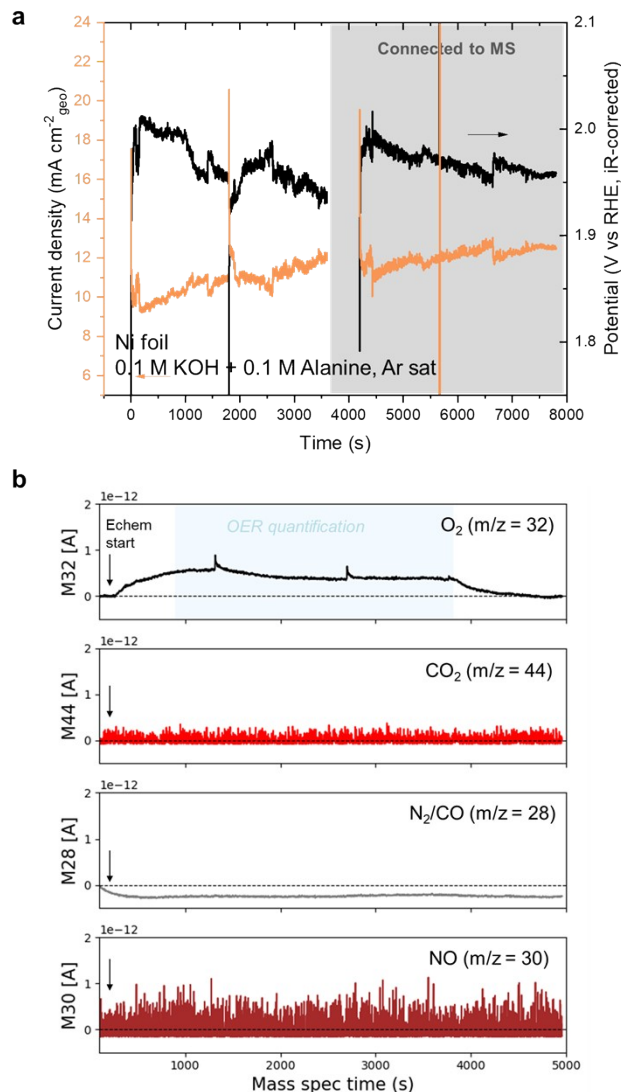 a
24
22
20
18
16
14
12
10
8
6
Current density (mA cm⁻²geo)
Connected to MS
2.1
2.0
1.9
1.8
Potential (V vs RHE, iR-corrected)
Ni foil
0.1 M KOH + 0.1 M Alanine, Ar sat
0 1000 2000 3000 4000 5000 6000 7000 8000
Time (s)
b
1e-12
2
1
0
M32 [A]
Echem
start
OER quantification
O₂ (m/z = 32)
1e-12
2
1
0
M44 [A]
CO₂ (m/z = 44)
1e-12
2
1
0
M28 [A]
N₂/CO (m/z = 28)
1e-12
2
1
0
M30 [A]
NO (m/z = 30)
1000 2000 3000 4000 5000
Mass spec time (s)